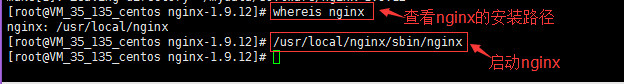 [root@VM_35_135_centos nginx-1.9.12]# whereis nginx
查看nginx的安装路径
nginx: /usr/local/nginx
[root@VM_35_135_centos nginx-1.9.12]# /usr/local/nginx/sbin/nginx
[root@VM_35_135_centos nginx-1.9.12]#
启动nginx